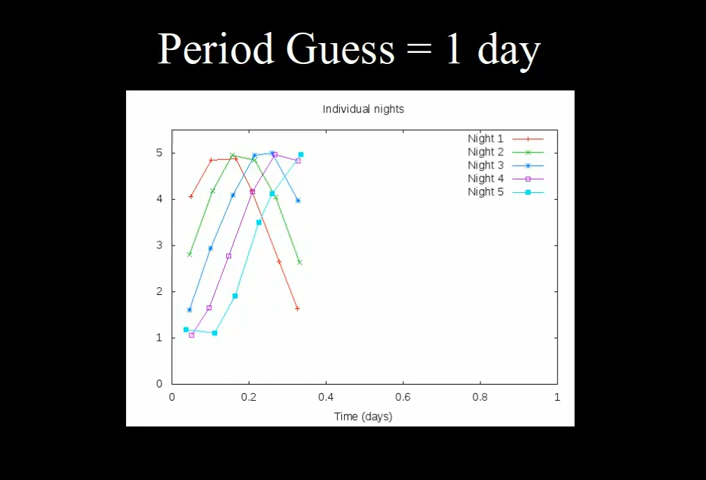 Period Guess = 1 day
Individual nights
Night 1
Night 2
Night 3
Night 4
Night 5
5
4
3
2
1
0
0 0.2 0.4 0.6 0.8 1
Time (days)